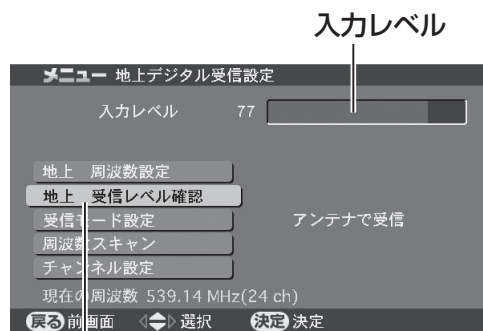 入力レベル
メニュー 地上デジタル受信設定
入力レベル 77
地上 周波数設定
地上 受信レベル確認
受信モード設定 アンテナで受信
周波数スキャン
チャンネル設定
現在の周波数 539.14 MHz(24 ch)
戻る 前画面 選択 決定 決定